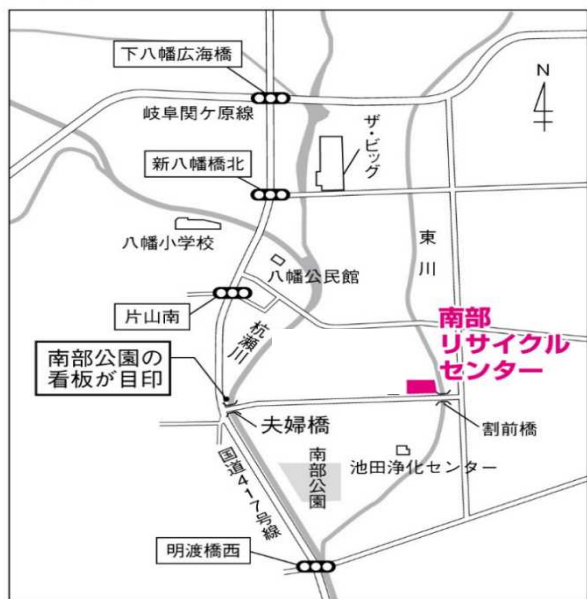 下八幡広海橋
N
岐阜関ケ原線
ザ・ビッグ
新八幡橋北
八幡小学校
東川
八幡公民館
片山南
杭瀬川
南部
リサイクル
センター
南部公園の
看板が目印
夫婦橋
割前橋
南部公園
池田浄化センター
国道417号線
明渡橋西